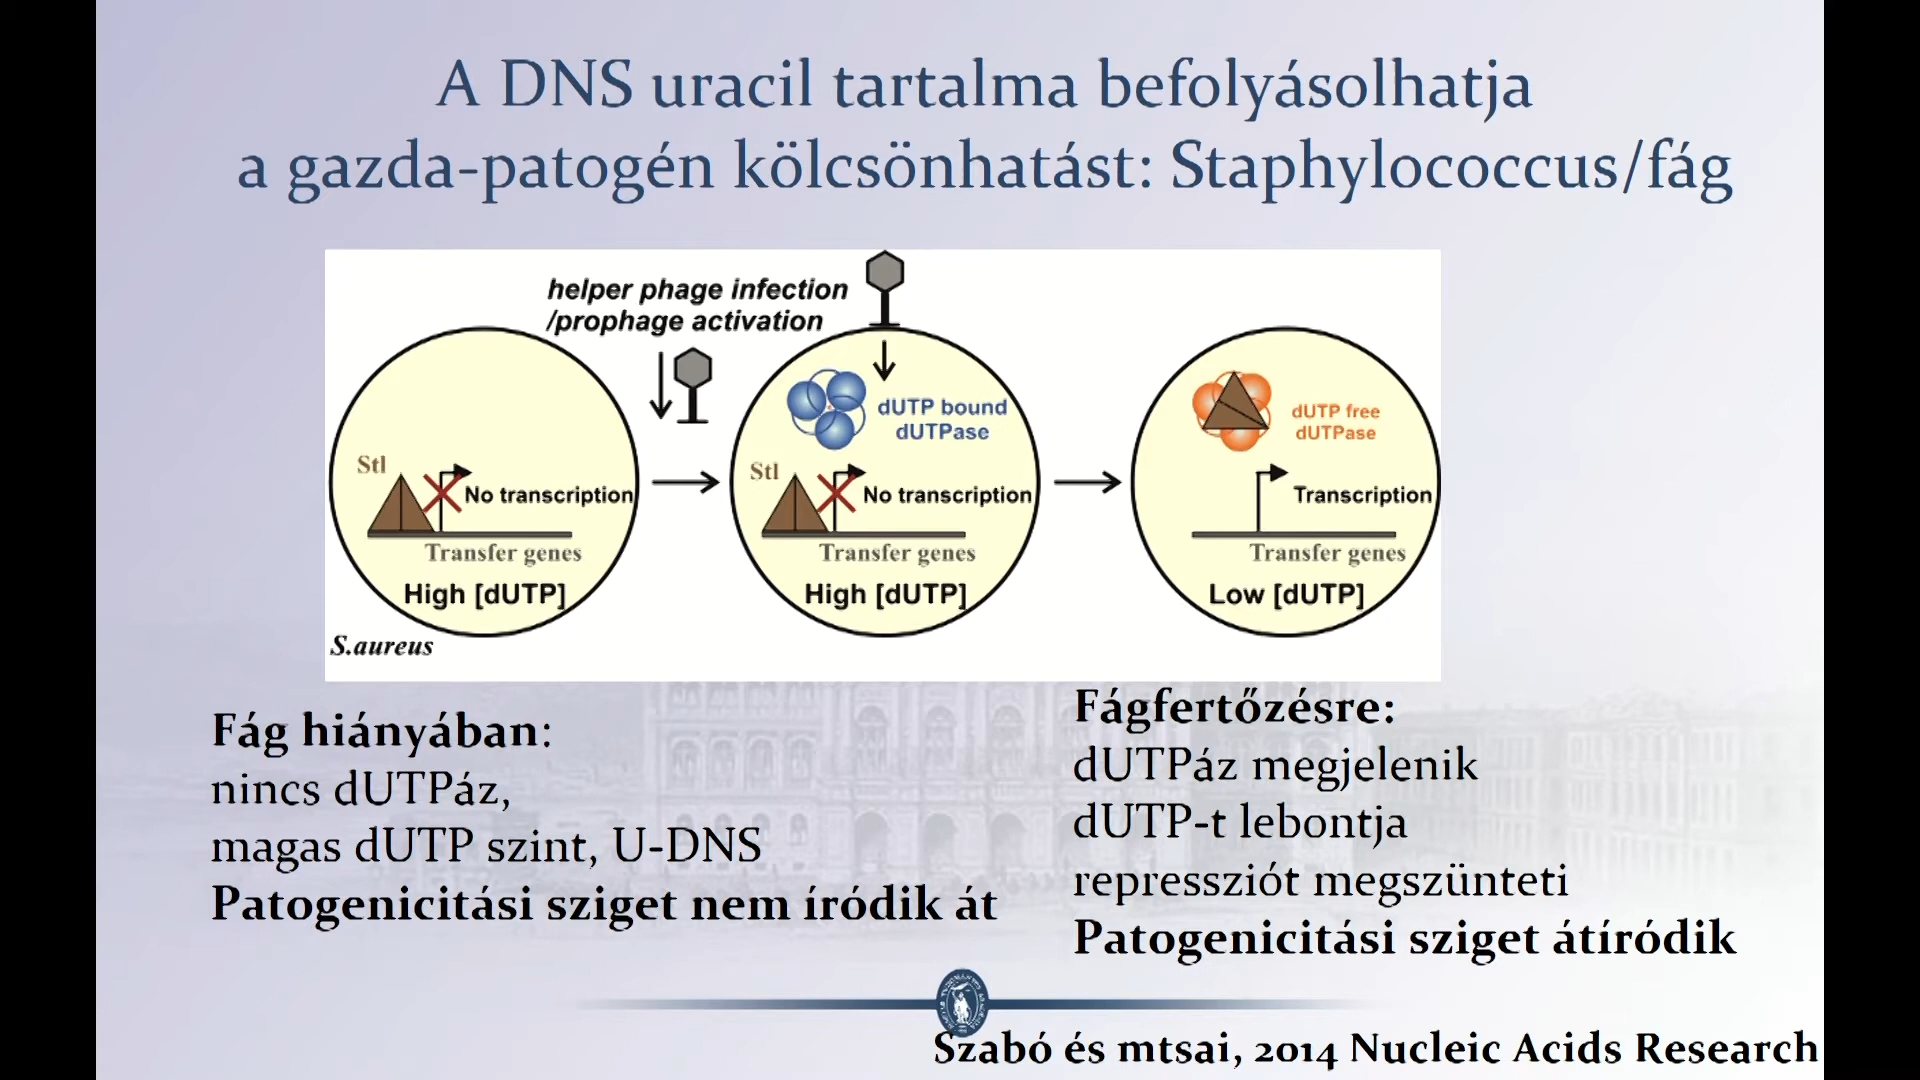 A DNS uracil tartalma befolyásolhatja
a gazda-patogén kölcsönhatást: Staphylococcus/fág
helper phage infection
/prophage activation
Stl
No transcription
Transfer genes
High [dUTP]
S.aureus
dUTP bound
dUTPase
Stl
No transcription
Transfer genes
High [dUTP]
dUTP free
dUTPase
Transcription
Transfer genes
Low [dUTP]
Fág hiányában:
nincs dUTPáz,
magas dUTP szint, U-DNS
Patogenicitási sziget nem íródik át
Fágfertőzésre:
dUTPáz megjelenik
dUTP-t lebontja
repressziót megszünteti
Patogenicitási sziget átíródik
Szabó és mtsai, 2014 Nucleic Acids Research